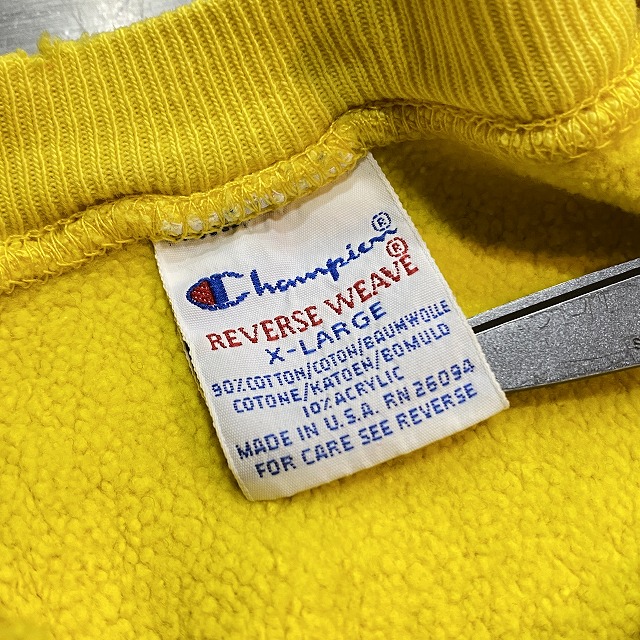 Champion®
REVERSE WEAVE®
X-LARGE
90%COTTON/COTON/BAUMWOLLE
COTONE/KATOEN/BOMULD
10%ACRYLIC
MADE IN U.S.A. RN 26094
FOR CARE SEE REVERSE